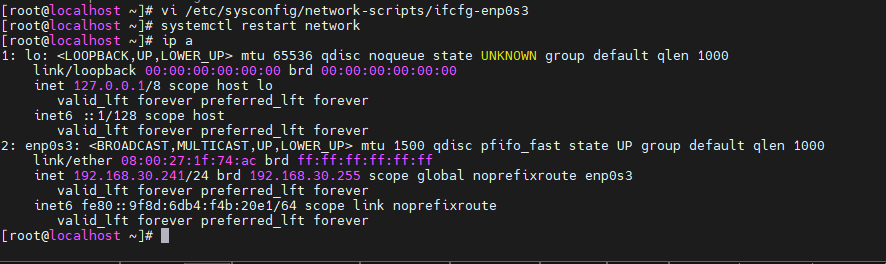 [root@localhost ~]# vi /etc/sysconfig/network-scripts/ifcfg-enp0s3
[root@localhost ~]# systemctl restart network
[root@localhost ~]# ip a
1: lo: <LOOPBACK,UP,LOWER_UP> mtu 65536 qdisc noqueue state UNKNOWN group default qlen 1000
    link/loopback 00:00:00:00:00:00 brd 00:00:00:00:00:00
    inet 127.0.0.1/8 scope host lo
       valid_lft forever preferred_lft forever
    inet6 ::1/128 scope host
       valid_lft forever preferred_lft forever
2: enp0s3: <BROADCAST,MULTICAST,UP,LOWER_UP> mtu 1500 qdisc pfifo_fast state UP group default qlen 1000
    link/ether 08:00:27:1f:74:ac brd ff:ff:ff:ff:ff:ff
    inet 192.168.30.241/24 brd 192.168.30.255 scope global noprefixroute enp0s3
       valid_lft forever preferred_lft forever
    inet6 fe80::9f8d:6db4:f4b:20e1/64 scope link noprefixroute
       valid_lft forever preferred_lft forever
[root@localhost ~]#